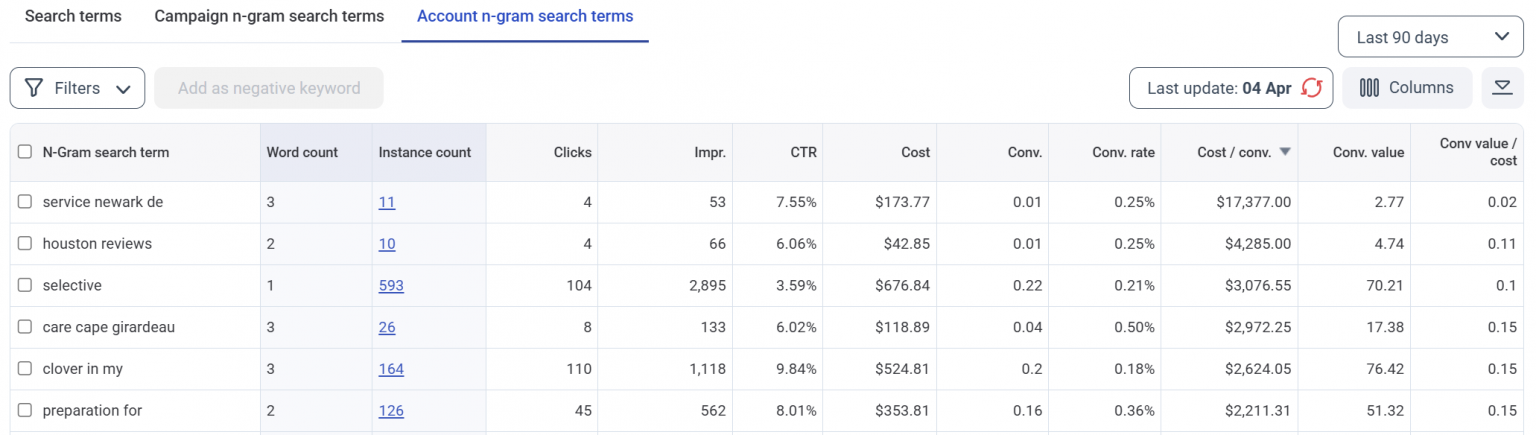 Search terms Campaign n-gram search terms Account n-gram search terms
Last 90 days
Filters Add as negative keyword Last update: 04 Apr Columns
N-Gram search term Word count Instance count Clicks Impr. CTR Cost Conv. Conv. rate Cost / conv. Conv. value Conv value / cost
service newark de 3 11 4 53 7.55% $173.77 0.01 0.25% $17,377.00 2.77 0.02
houston reviews 2 10 4 66 6.06% $42.85 0.01 0.25% $4,285.00 4.74 0.11
selective 1 593 104 2,895 3.59% $676.84 0.22 0.21% $3,076.55 70.21 0.1
care cape girardeau 3 26 8 133 6.02% $118.89 0.04 0.50% $2,972.25 17.38 0.15
clover in my 3 164 110 1,118 9.84% $524.81 0.2 0.18% $2,624.05 76.42 0.15
preparation for 2 126 45 562 8.01% $353.81 0.16 0.36% $2,211.31 51.32 0.15